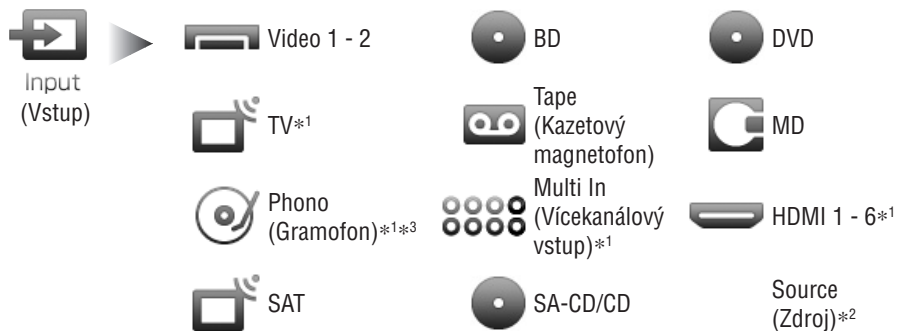 Input
(Vstup)
Video 1 - 2
BD
DVD
TV*1
Tape
(Kazetový
magnetofon)
MD
Phono
(Gramofon)*1*3
Multi In
(Vícekanálový
vstup)*1
HDMI 1 - 6*1
SAT
SA-CD/CD
Source
(Zdroj)*2